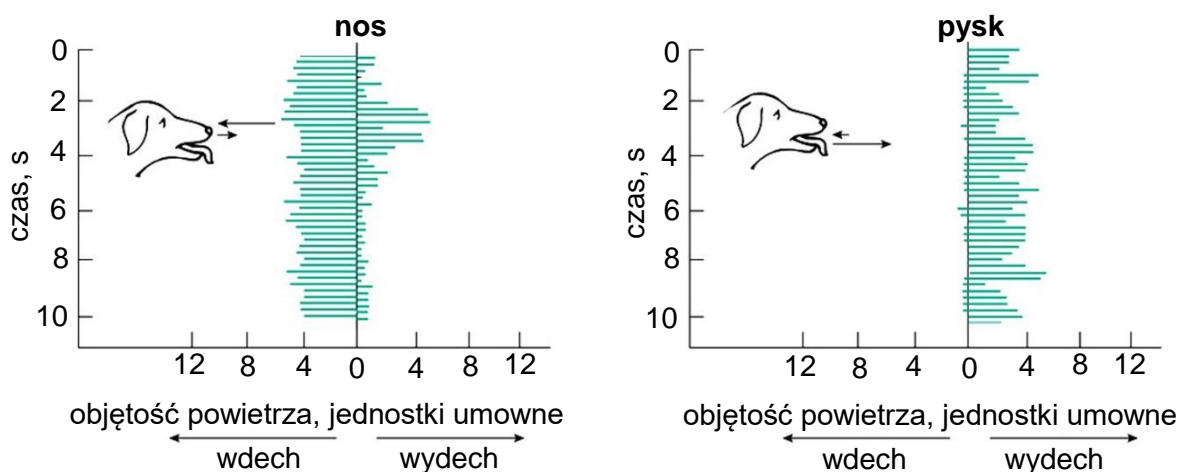 nos
0
2
4
6
8
10
czas, s
12 8 4 0 4 8 12
objętość powietrza, jednostki umowne
wdech wydech
pysk
0
2
4
6
8
10
czas, s
12 8 4 0 4 8 12
objętość powietrza, jednostki umowne
wdech wydech